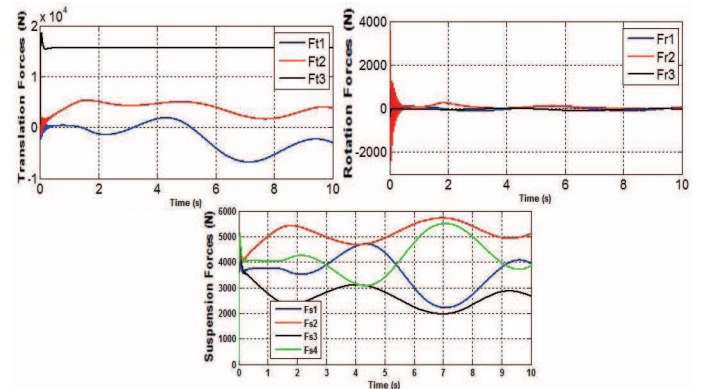 2 x 10^4
1
0
-1
Translation Forces (N)
Ft1
Ft2
Ft3
0 2 4 6 8 10
Time (s)
4000
2000
0
-2000
Rotation Forces (N)
Fr1
Fr2
Fr3
0 2 4 6 8 10
Time (s)
6000
5000
4000
3000
2000
1000
0
Suspension Forces (N)
Fs1
Fs2
Fs3
Fs4
0 1 2 3 4 5 6 7 8 9 10
Time (s)